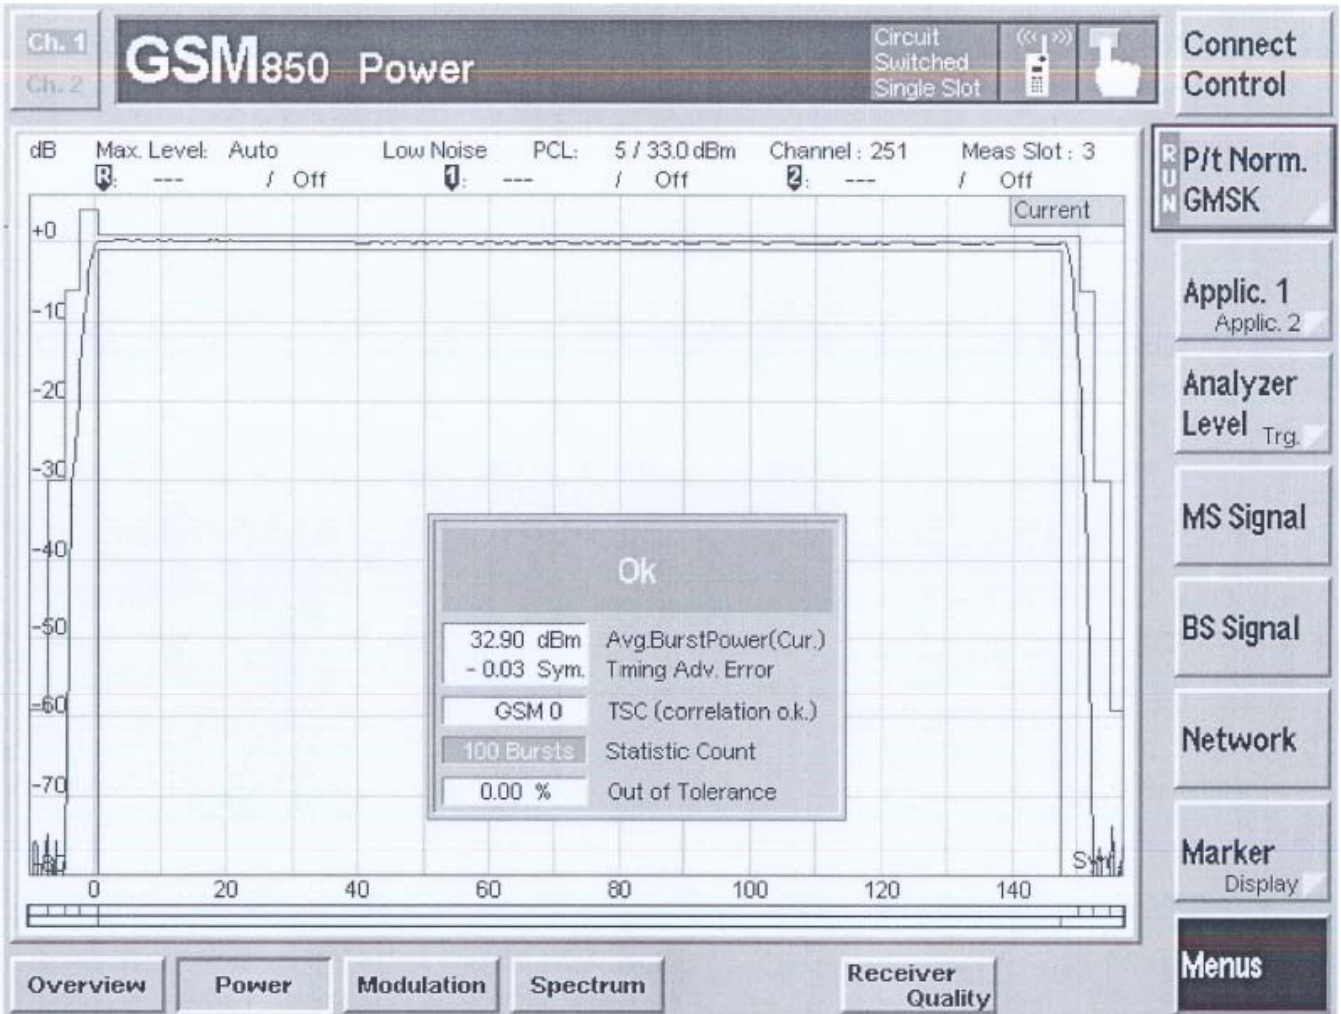 Ch. 1
Ch. 2
GSM850 Power
Circuit
Switched
Single Slot
Connect
Control
dB Max. Level: Auto Low Noise PCL: 5 / 33.0 dBm Channel : 251 Meas Slot : 3
R : --- / Off 1 : --- / Off 2 : --- / Off
Current
RUN
P/t Norm.
GMSK
Applic. 1
Applic. 2
Analyzer
Level Trg.
MS Signal
BS Signal
Network
Marker
Display
Menus
+0
-10
-20
-30
-40
-50
-60
-70
-80
Ok
32.90 dBm Avg.BurstPower(Cur.)
- 0.03 Sym. Tming Adv. Error
GSM 0 TSC (correlation o.k.)
100 Bursts Statistic Count
0.00 % Out of Tolerance
0 20 40 60 80 100 120 140
Overview
Power
Modulation
Spectrum
Receiver
Quality